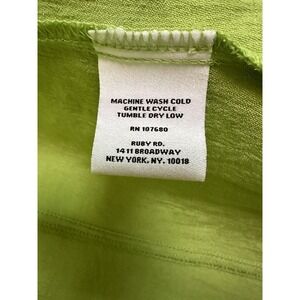 MACHINE WASH COLD
GENTLE CYCLE
TUMBLE DRY LOW
RN 107680
RUBY RD.
1411 BROADWAY
NEW YORK, NY. 10018